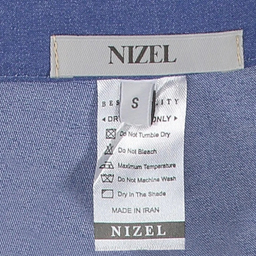 NIZEL
S
◂ DRY ONLY ▸
Do Not Tumble Dry
Do Not Bleach
Maximum Temperature
Do Not Machine Wash
Dry In The Shade
MADE IN IRAN
NIZEL